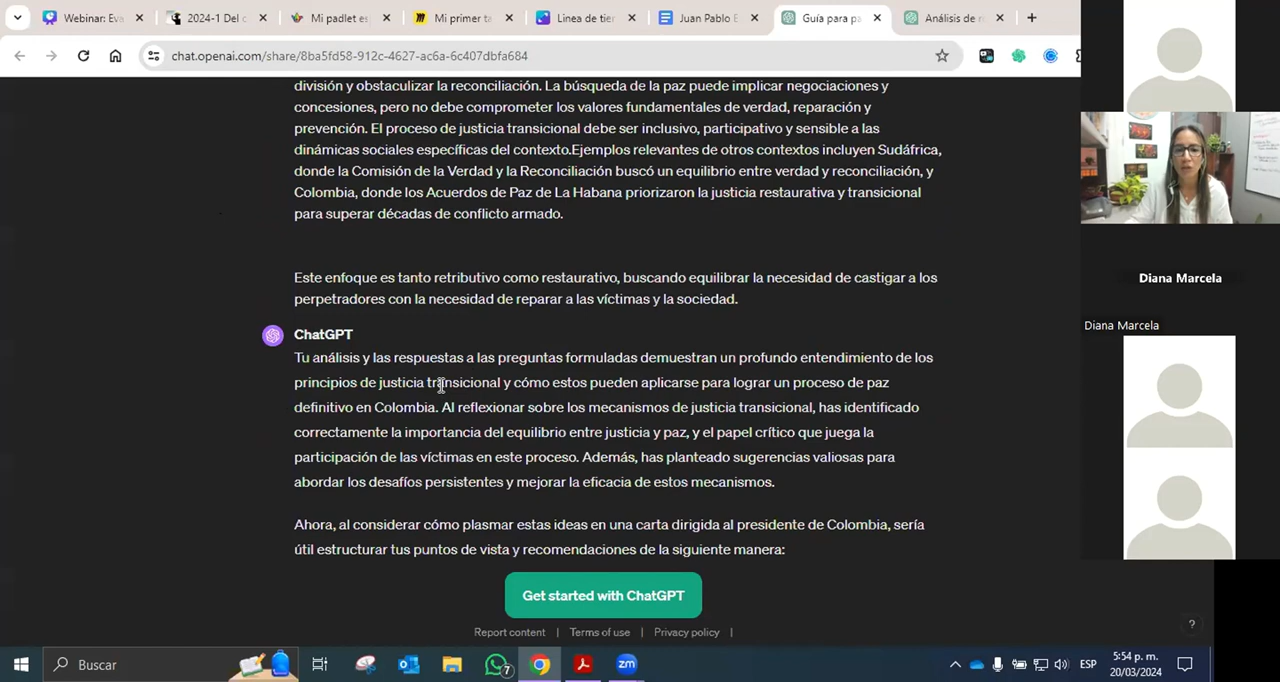 Webinar: Eva
2024-1 Del c
Mi padlet es
Mi primer ta
Linea de tie
Juan Pablo E
Guía para pa
Análisis de
chat.openai.com/share/8ba5fd58-912c-4627-ac6a-6c407dbfa684
división y obstaculizar la reconciliación. La búsqueda de la paz puede implicar negociaciones y
concesiones, pero no debe comprometer los valores fundamentales de verdad, reparación y
prevención. El proceso de justicia transicional debe ser inclusivo, participativo y sensible a las
dinámicas sociales específicas del contexto.Ejemplos relevantes de otros contextos incluyen Sudáfrica,
donde la Comisión de la Verdad y la Reconciliación buscó un equilibrio entre verdad y reconciliación, y
Colombia, donde los Acuerdos de Paz de La Habana priorizaron la justicia restaurativa y transicional
para superar décadas de conflicto armado.
Este enfoque es tanto retributivo como restaurativo, buscando equilibrar la necesidad de castigar a los
perpetradores con la necesidad de reparar a las víctimas y la sociedad.
ChatGPT
Tu análisis y las respuestas a las preguntas formuladas demuestran un profundo entendimiento de los
principios de justicia transicional y cómo estos pueden aplicarse para lograr un proceso de paz
definitivo en Colombia. Al reflexionar sobre los mecanismos de justicia transicional, has identificado
correctamente la importancia del equilibrio entre justicia y paz, y el papel crítico que juega la
participación de las víctimas en este proceso. Además, has planteado sugerencias valiosas para
abordar los desafíos persistentes y mejorar la eficacia de estos mecanismos.
Ahora, al considerar cómo plasmar estas ideas en una carta dirigida al presidente de Colombia, sería
útil estructurar tus puntos de vista y recomendaciones de la siguiente manera:
Get started with ChatGPT
Report content | Terms of use | Privacy policy |
?
Diana Marcela
Diana Marcela
Buscar
7
zm
ESP
5:54 p. m.
20/03/2024